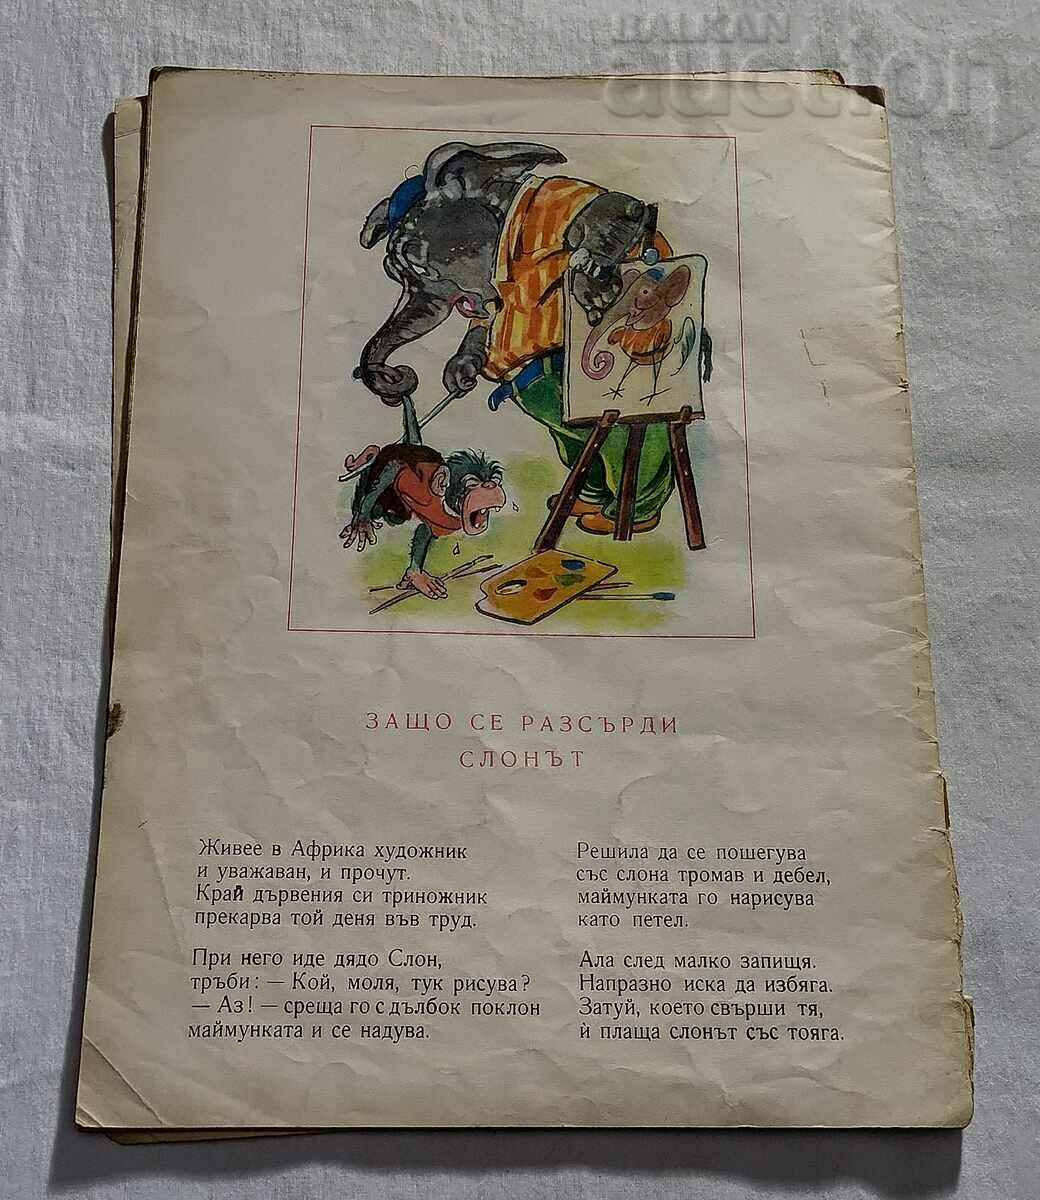 BALKAN
auction
ЗАЩО СЕ РАЗСЪРДИ
СЛОНЪТ
Живее в Африка художник
и уважаван, и прочут.
Край дървения си триножник
прекарва той деня във труд.
При него иде дядо Слон,
тръби: — Кой, моля, тук рисува?
— Аз! — среща го с дълбок поклон
маймунката и се надува.
Решила да се пошегува
със слона тромав и дебел,
маймунката го нарисува
като петел.
Ала след малко запищя.
Напразно иска да избяга.
Затуй, което свърши тя,
ѝ плаща слонът със тояга.